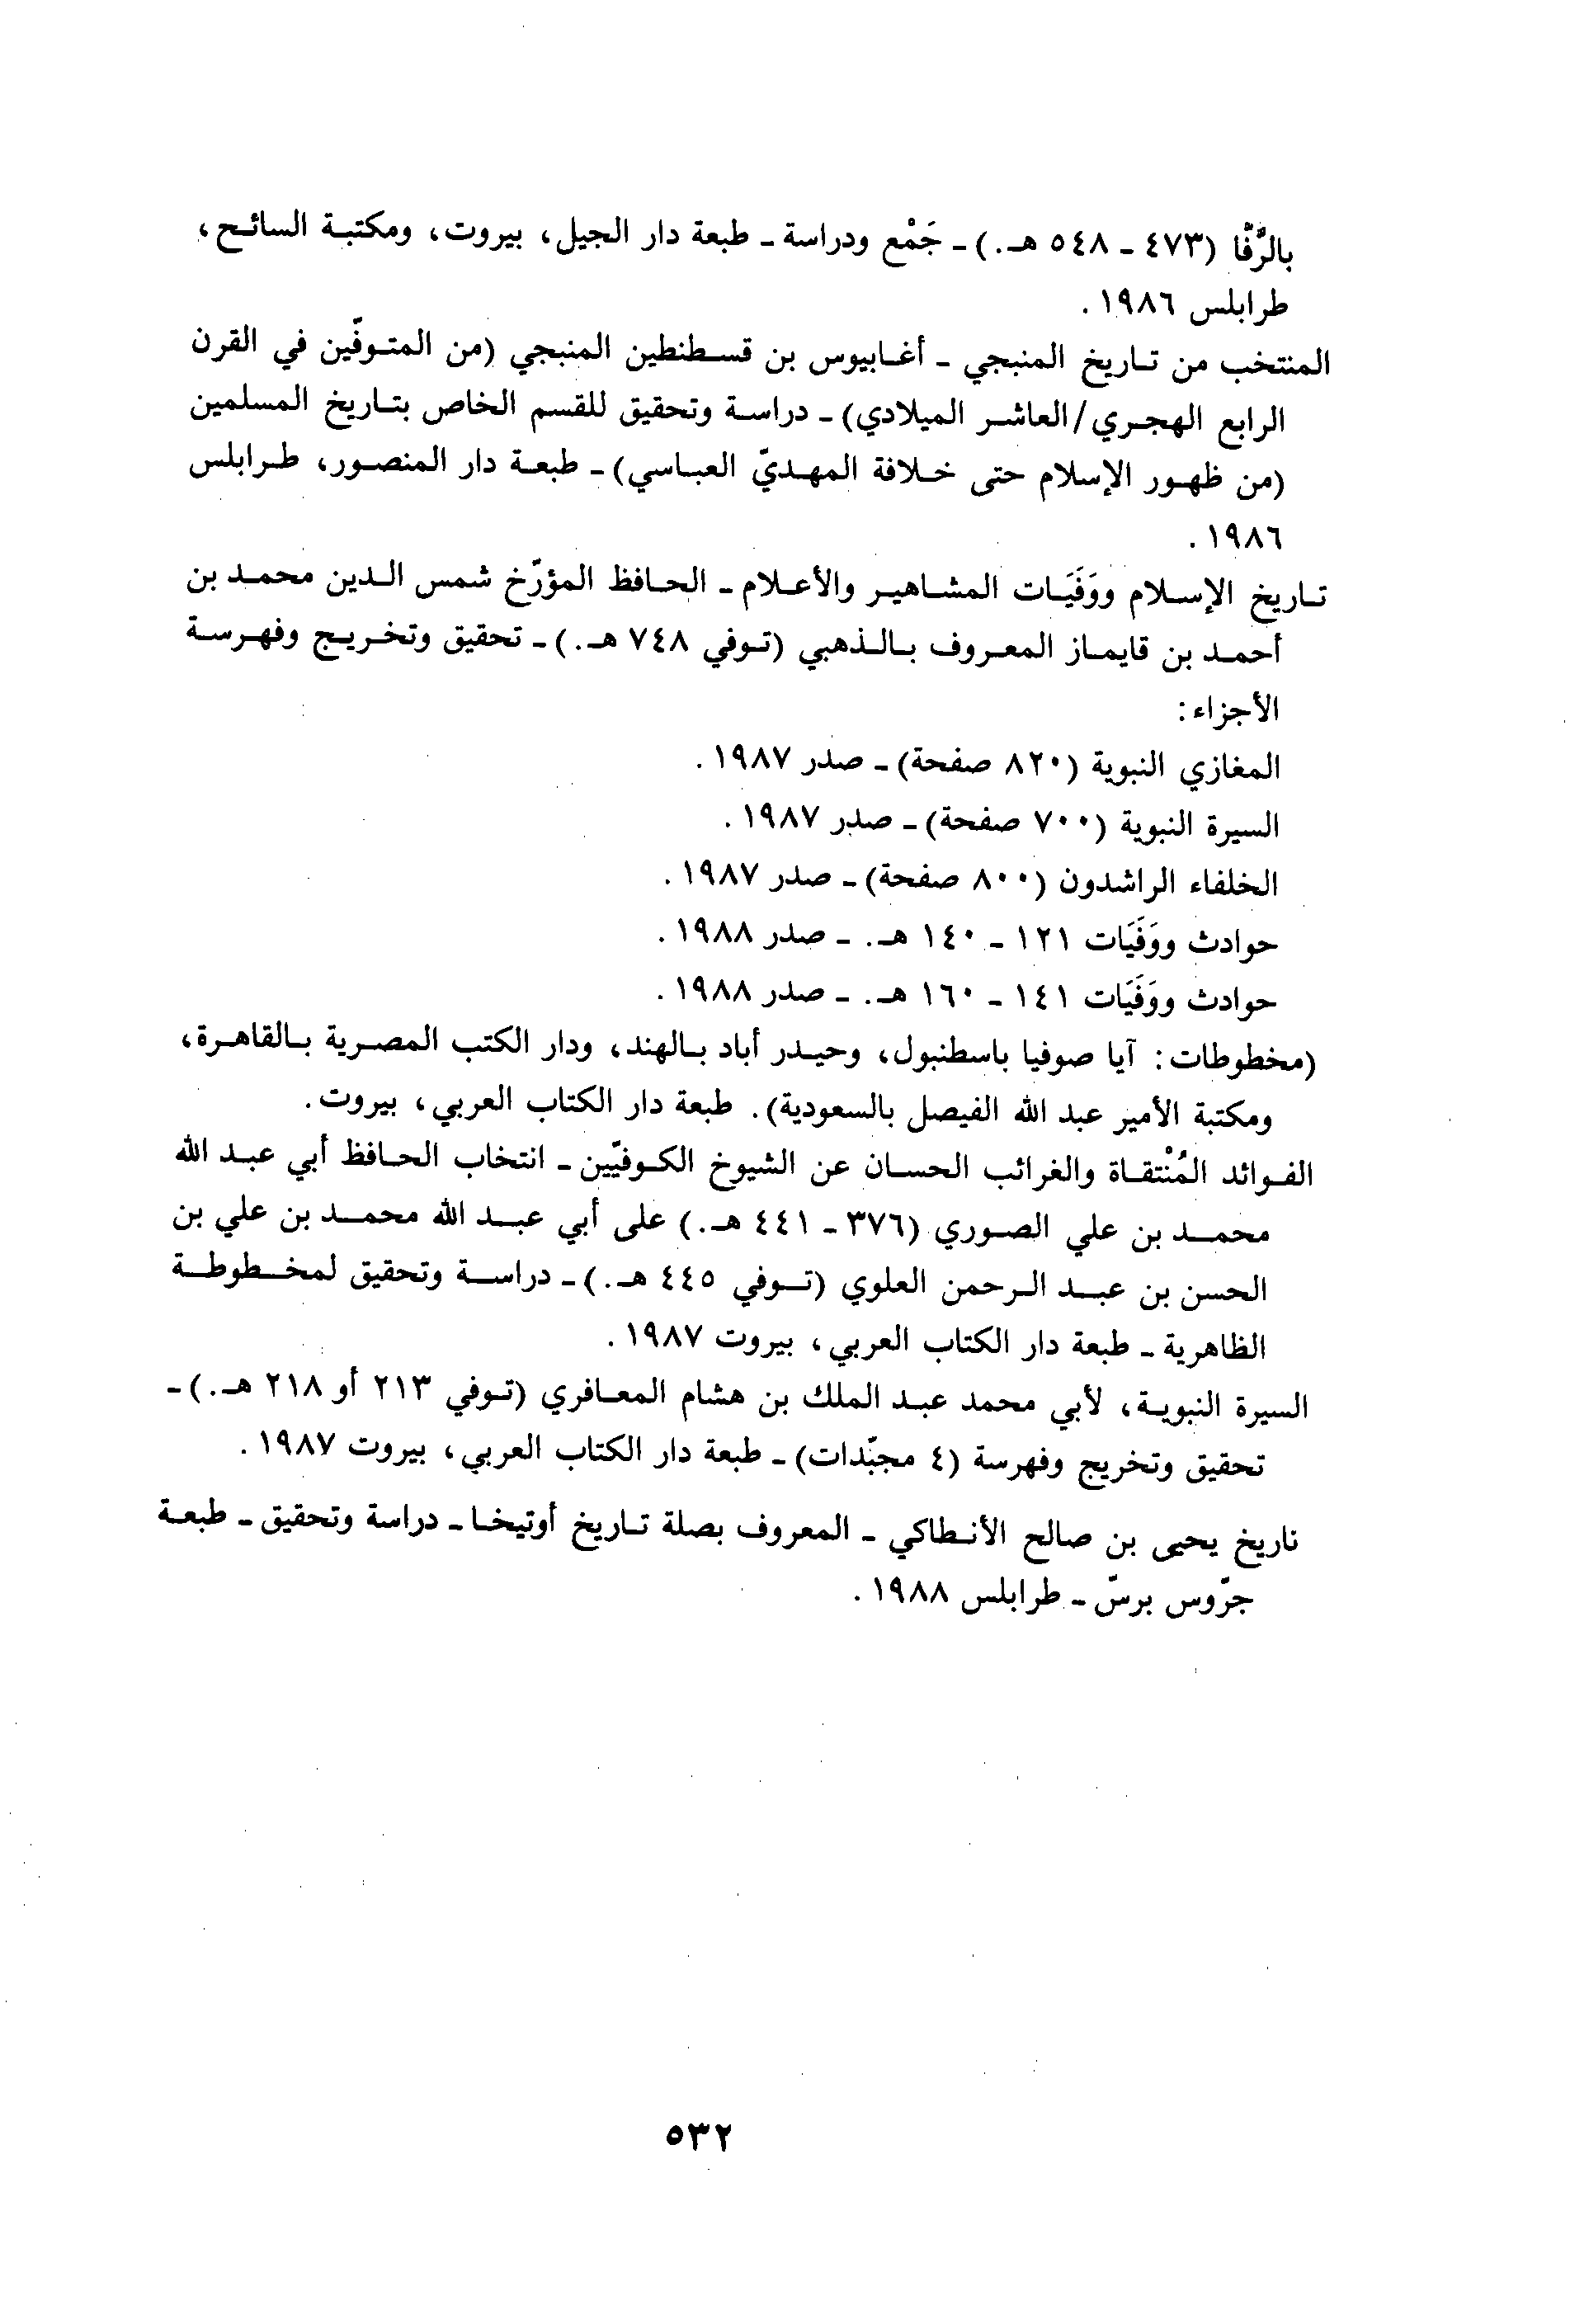 بالرَّفّا (٤٧٣ - ٥٤٨ هـ.) - جَمْع ودراسة - طبعة دار الجيل، بيروت، ومكتبة السائح،
طرابلس ١٩٨٦.
المنتخب من تاريخ المنبجي - أغابيوس بن قسطنطين المنبجي (من المتوفّين في القرن
الرابع الهجري/العاشر الميلادي) - دراسة وتحقيق للقسم الخاص بتاريخ المسلمين
(من ظهور الإسلام حتى خلافة المهديّ العباسي) - طبعة دار المنصور، طرابلس
١٩٨٦.
تاريخ الإسلام ووَفَيَات المشاهير والأعلام - الحافظ المؤرّخ شمس الدين محمد بن
أحمد بن قايماز المعروف بالذهبي (توفي ٧٤٨ هـ.) - تحقيق وتخريج وفهرسة
الأجزاء:
المغازي النبوية (٨٢٠ صفحة) - صدر ١٩٨٧.
السيرة النبوية (٧٠٠ صفحة) - صدر ١٩٨٧.
الخلفاء الراشدون (٨٠٠ صفحة) - صدر ١٩٨٧.
حوادث ووَفَيَات ١٢١ - ١٤٠ هـ. - صدر ١٩٨٨.
حوادث ووَفَيَات ١٤١ - ١٦٠ هـ. - صدر ١٩٨٨.
(مخطوطات: آيا صوفيا باسطنبول، وحيدر أباد بالهند، ودار الكتب المصرية بالقاهرة،
ومكتبة الأمير عبد الله الفيصل بالسعودية). طبعة دار الكتاب العربي، بيروت.
الفوائد المُنْتقاة والغرائب الحسان عن الشيوخ الكوفيّين - انتخاب الحافظ أبي عبد الله
محمد بن علي الصوري (٣٧٦ - ٤٤١ هـ.) على أبي عبد الله محمد بن علي بن
الحسن بن عبد الرحمن العلوي (توفي ٤٤٥ هـ.) - دراسة وتحقيق لمخطوطة
الظاهرية - طبعة دار الكتاب العربي، بيروت ١٩٨٧.
السيرة النبوية، لأبي محمد عبد الملك بن هشام المعافري (توفي ٢١٣ أو ٢١٨ هـ.) -
تحقيق وتخريج وفهرسة (٤ مجبّدات) - طبعة دار الكتاب العربي، بيروت ١٩٨٧.
تاريخ يحيى بن صالح الأنطاكي - المعروف بصلة تاريخ أوتيخا - دراسة وتحقيق - طبعة
جرّوس برسّ - طرابلس ١٩٨٨.
٥٣٢